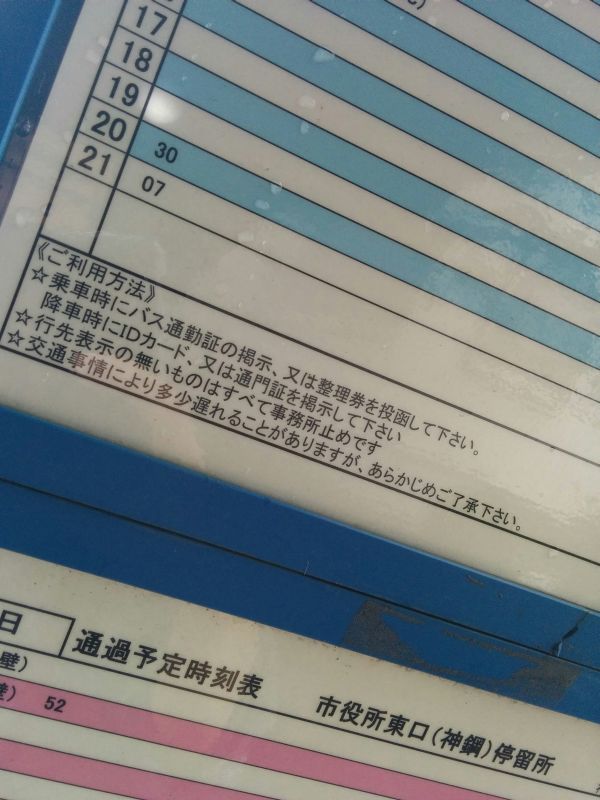 17
18
19
20 30
21 07
《ご利用方法》
☆乗車時にバス通勤証の掲示、又は整理券を投函して下さい。
降車時にIDカード、又は通門証を掲示して下さい
☆行先表示の無いものはすべて事務所止めです
☆交通事情により多少遅れることがありますが、あらかじめご了承下さい。
日 通過予定時刻表 市役所東口(神鋼)停留所
壁)
壁) 52